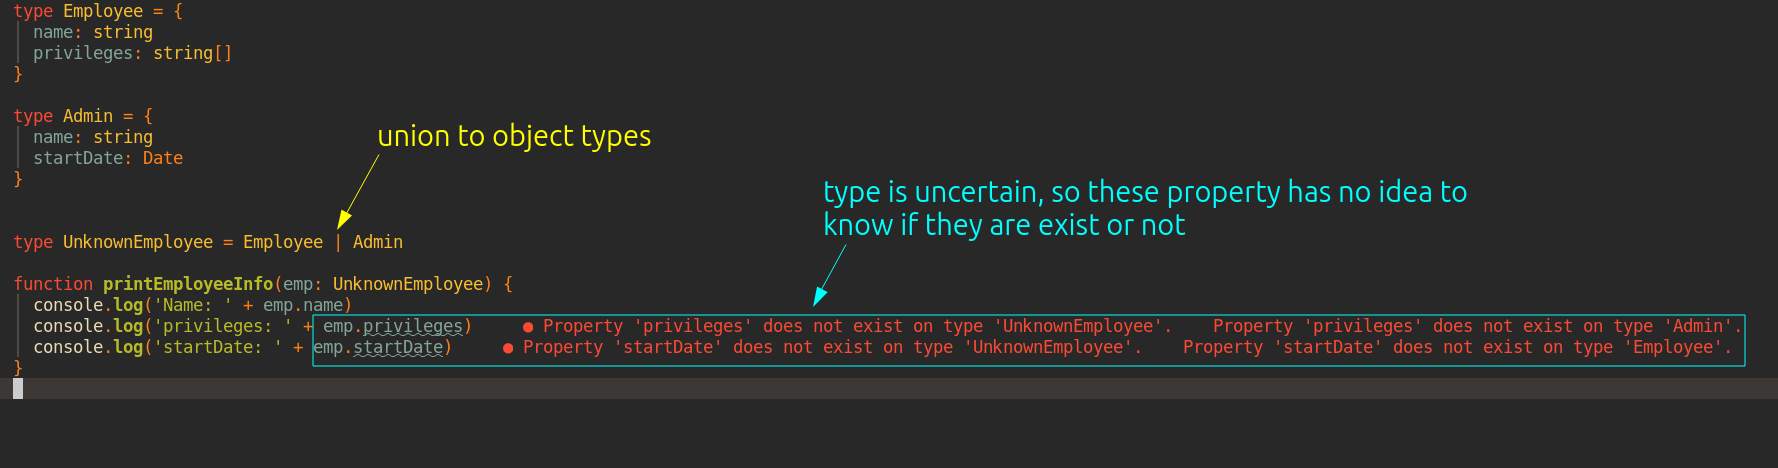 type Employee = {
name: string
privileges: string[]
}
type Admin = {
name: string
startDate: Date
}
union to object types
type is uncertain, so these property has no idea to
know if they are exist or not
type UnknownEmployee = Employee | Admin
function printEmployeeInfo(emp: UnknownEmployee) {
console.log('Name: ' + emp.name)
console.log('privileges: ' + emp.privileges) ● Property 'privileges' does not exist on type 'UnknownEmployee'. Property 'privileges' does not exist on type 'Admin'.
console.log('startDate: ' + emp.startDate) ● Property 'startDate' does not exist on type 'UnknownEmployee'. Property 'startDate' does not exist on type 'Employee'.
}